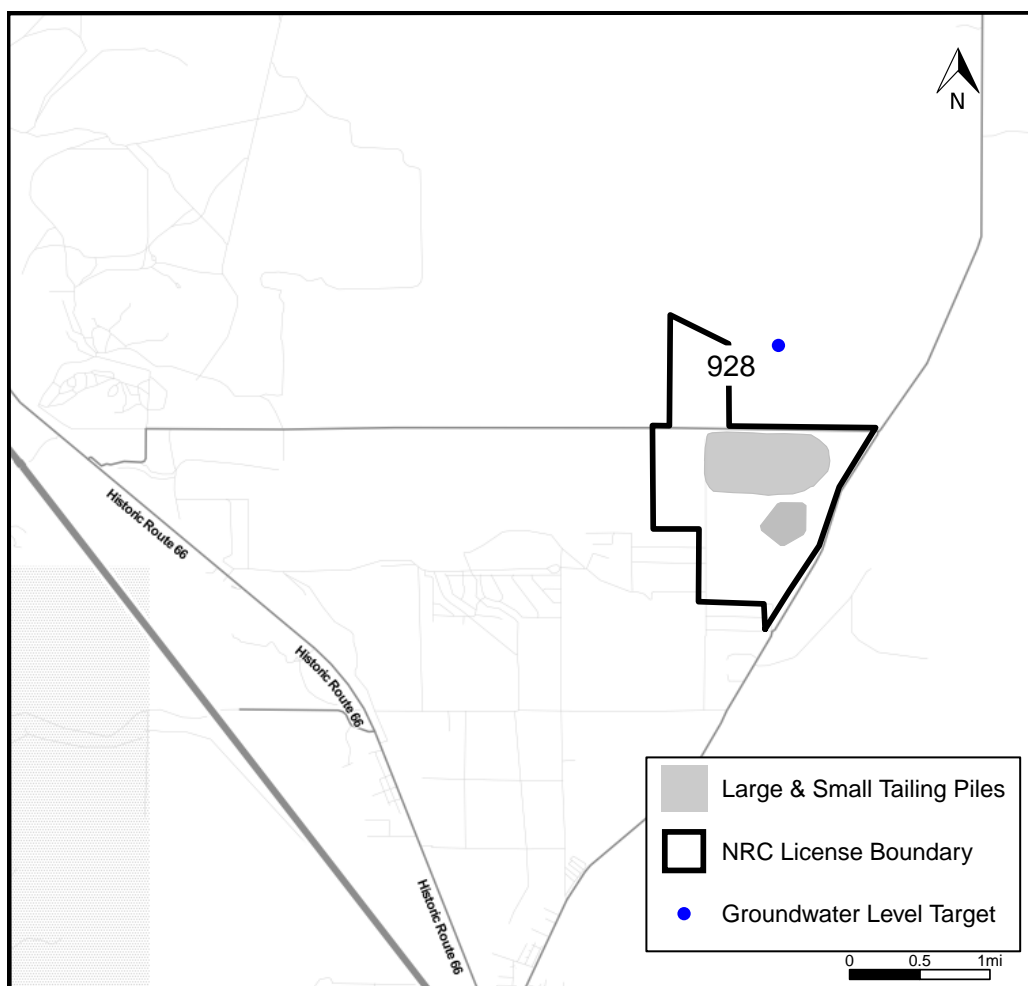 N
928
Historic Route 66
Historic Route 66
Historic Route 66
Large & Small Tailing Piles
NRC License Boundary
Groundwater Level Target
0 0.5 1mi